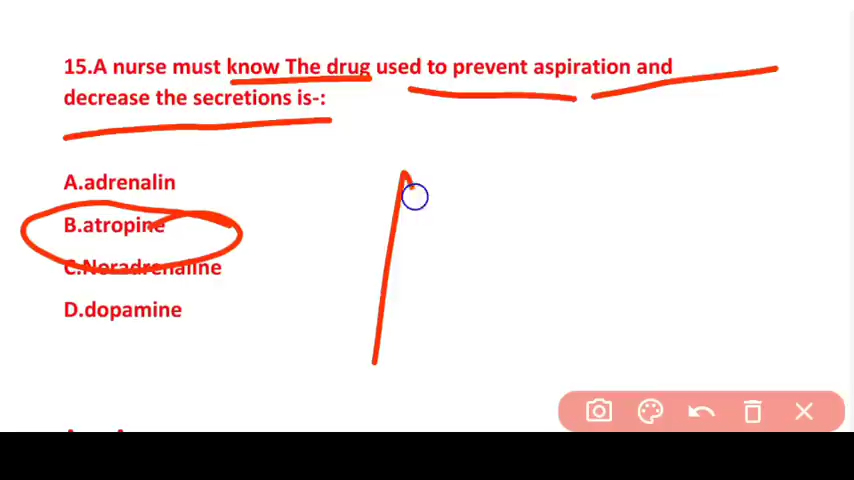 15.A nurse must know The drug used to prevent aspiration and
decrease the secretions is-:
A.adrenalin
B.atropine
C.Noradrenaline
D.dopamine